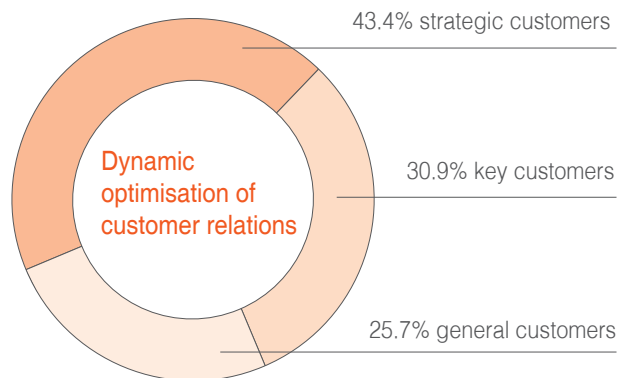 43.4% strategic customers
Dynamic
optimisation of
customer relations
30.9% key customers
25.7% general customers